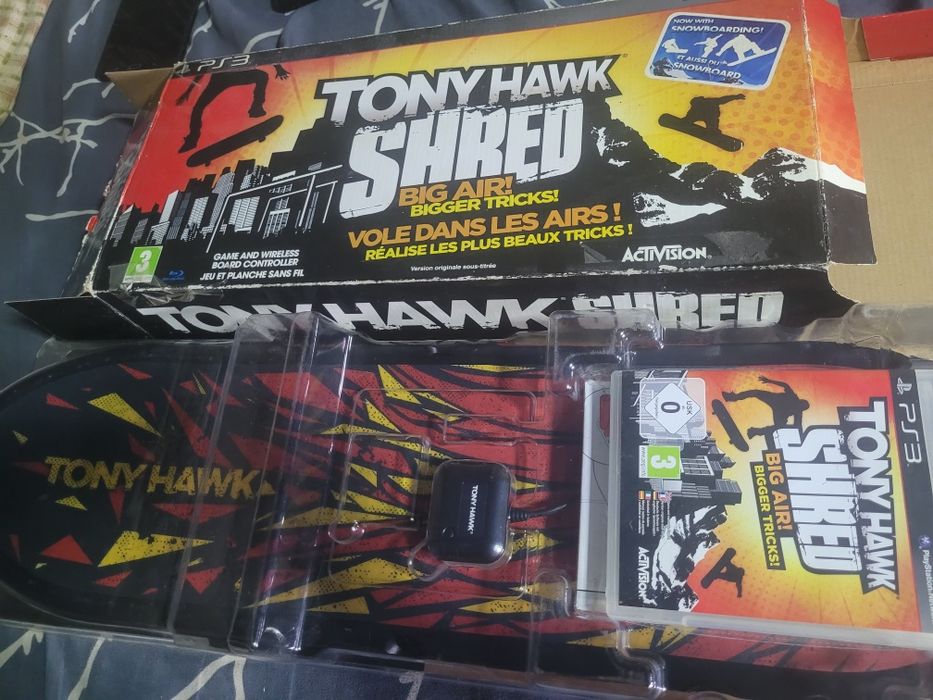 PS3
TONY HAWK
SHRED
BIG AIR!
BIGGER TRICKS!
VOLE DANS LES AIRS !
RÉALISE LES PLUS BEAUX TRICKS !
NOW WITH
SNOWBOARDING!
ET AUSSI DU
SNOWBOARD
3
GAME AND WIRELESS
BOARD CONTROLLER
JEU ET PLANCHE SANS FIL
Version originale sous-titrée
ACTIVISION
TONY HAWK SHRED
TONY HAWK
TONY HAWK
PS3
TONY HAWK
SHRED
BIG AIR!
BIGGER TRICKS!
USK
0
3
ACTIVISION
PlayStation